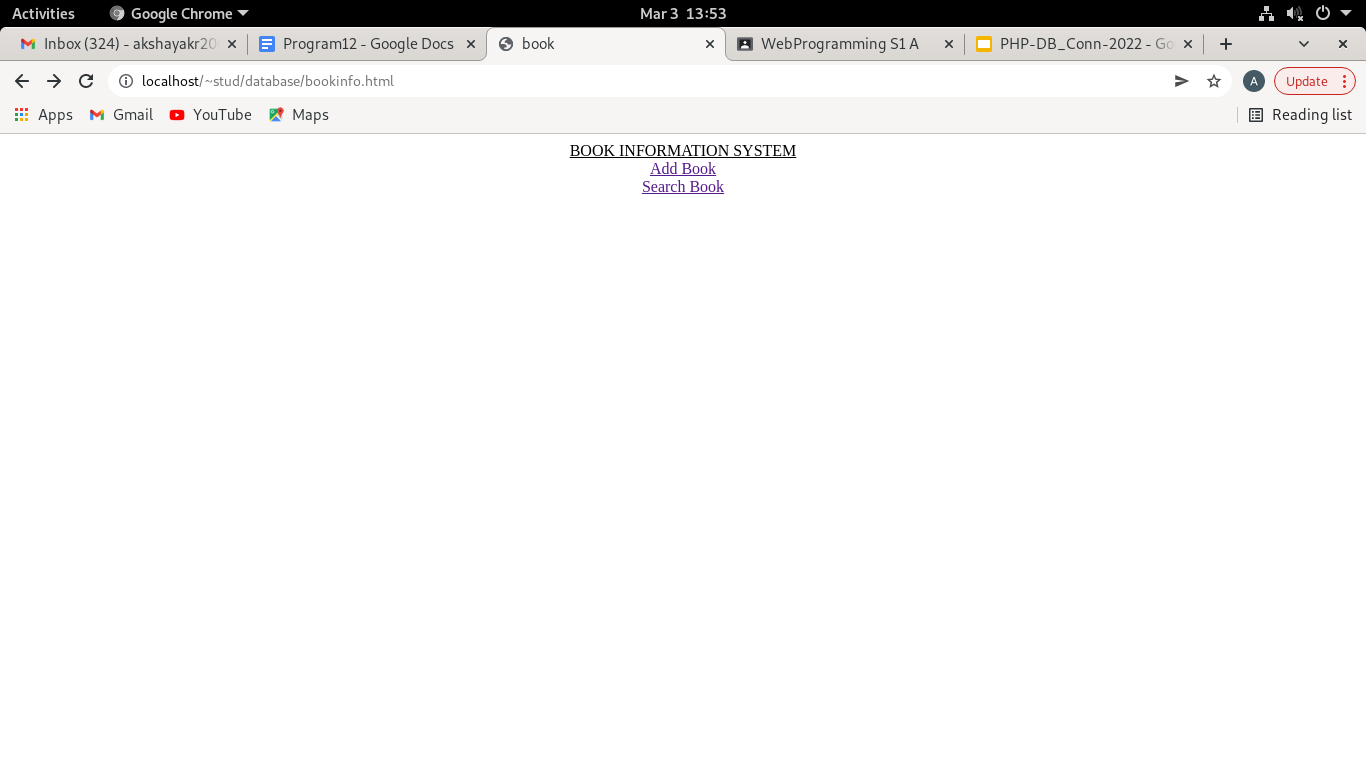 Activities Google Chrome Mar 3 13:53
Inbox (324) - akshayakr20 Program12 - Google Docs book WebProgramming S1 A PHP-DB_Conn-2022 - Go
localhost/~stud/database/bookinfo.html A Update
Apps Gmail YouTube Maps Reading list
BOOK INFORMATION SYSTEM
Add Book
Search Book